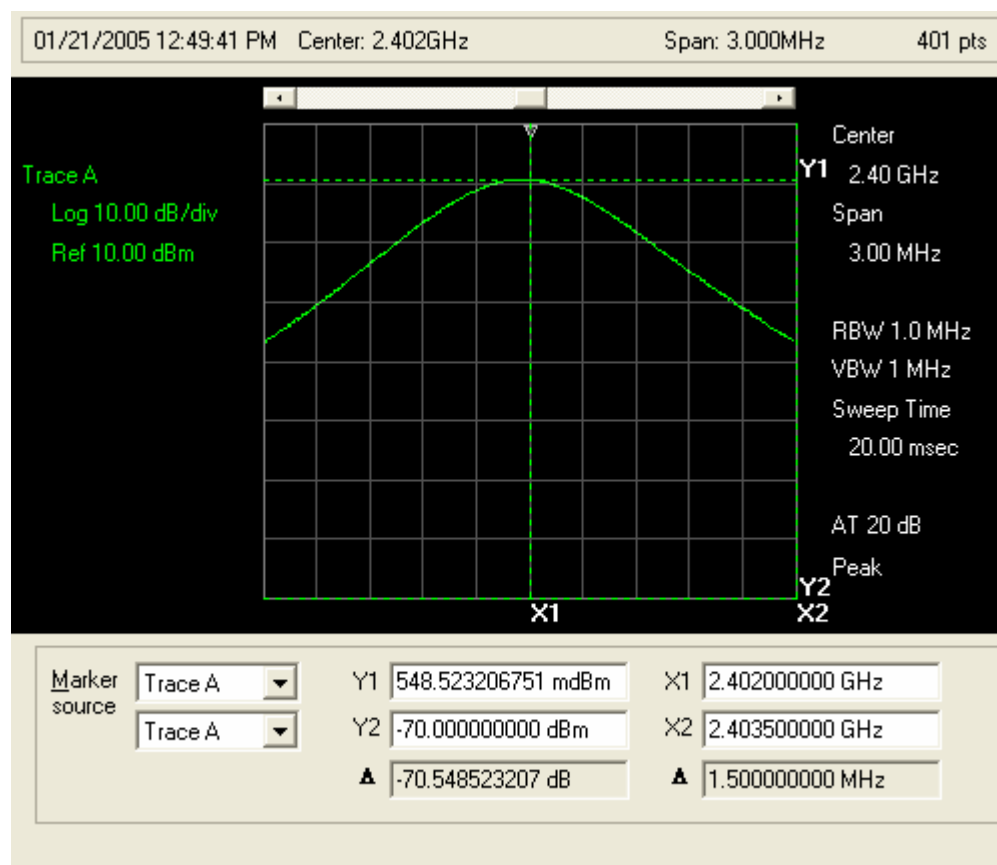 01/21/2005 12:49:41 PM Center: 2.402GHz Span: 3.000MHz 401 pts
Trace A
Log 10.00 dB/div
Ref 10.00 dBm
Y1
Center
2.40 GHz
Span
3.00 MHz
RBW 1.0 MHz
VBW 1 MHz
Sweep Time
20.00 msec
AT 20 dB
Peak
Y2
X1 X2
Marker source Trace A Y1 548.523206751 mdBm X1 2.402000000 GHz
Trace A Y2 -70.000000000 dBm X2 2.403500000 GHz
Δ -70.548523207 dB Δ 1.500000000 MHz